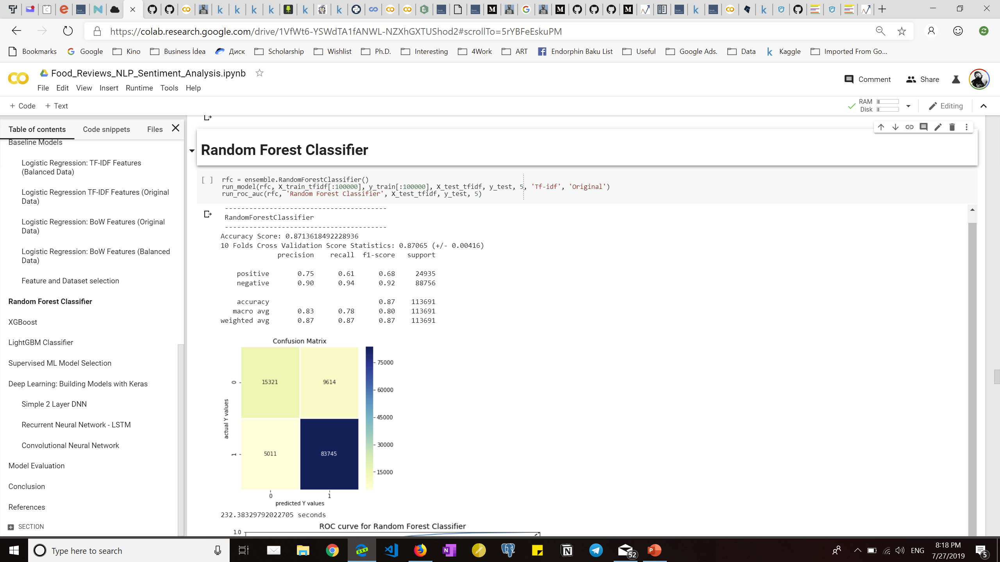 https://colab.research.google.com/drive/1VfWt6-YSWdTA1fANWL-NZXhGXTUShod2#scrollTo=5rYBFeEskuPM
Bookmarks Google Kino Business İdea Диск Scholarship Wishlist Ph.D. Interesting 4Work ART Endorphin Baku List Useful Google Ads. Data Kaggle Imported From Go...
Food_Reviews_NLP_Sentiment_Analysis.ipynb
Comment Share
File Edit View Insert Runtime Tools Help
+ Code + Text
RAM
Disk
Editing
Table of contents Code snippets Files
Baseline Models
Logistic Regression: TF-IDF Features
(Balanced Data)
Logistic Regression TF-IDF Features (Original
Data)
Logistic Regression: BoW Features (Original
Data)
Logistic Regression: BoW Features (Balanced
Data)
Feature and Dataset selection
Random Forest Classifier
XGBoost
LightGBM Classifier
Supervised ML Model Selection
Deep Learning: Building Models with Keras
Simple 2 Layer DNN
Recurrent Neural Network - LSTM
Convolutional Neural Network
Model Evaluation
Conclusion
References
SECTION
Random Forest Classifier
[ ] rfc = ensemble.RandomForestClassifier()
run_model(rfc, X_train_tfidf[:100000], y_train[:100000], X_test_tfidf, y_test, 5, 'Tf-idf', 'Original')
run_roc_auc(rfc, 'Random Forest Classifier', X_test_tfidf, y_test, 5)
----------------------------------------
RandomForestClassifier
----------------------------------------
Accuracy Score: 0.8713618492228936
10 Folds Cross Validation Score Statistics: 0.87065 (+/- 0.00416)
precision recall f1-score support
positive 0.75 0.61 0.68 24935
negative 0.90 0.94 0.92 88756
accuracy 0.87 113691
macro avg 0.83 0.78 0.80 113691
weighted avg 0.87 0.87 0.87 113691
Confusion Matrix
75000
60000
45000
30000
15000
actual Y values
0
15321 9614
1
5011 83745
0 1
predicted Y values
232.38329792022705 seconds
ROC curve for Random Forest Classifier
1.0
Type here to search
DEV
52
ENG
8:18 PM
7/27/2019
5